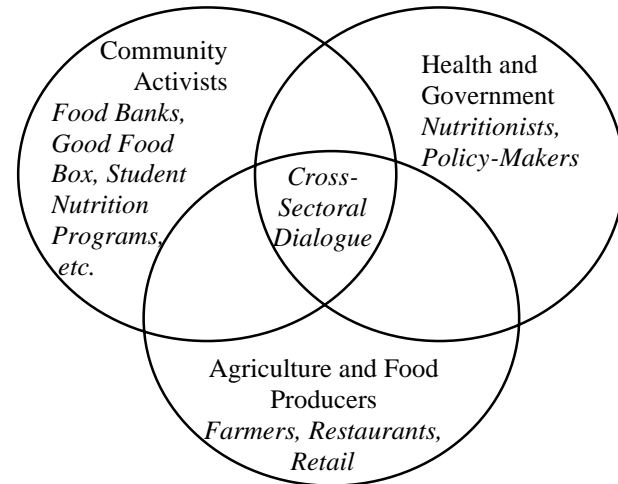 Community
Activists
Food Banks,
Good Food
Box, Student
Nutrition
Programs,
etc.
Health and
Government
Nutritionists,
Policy-Makers
Cross-
Sectoral
Dialogue
Agriculture and Food
Producers
Farmers, Restaurants,
Retail